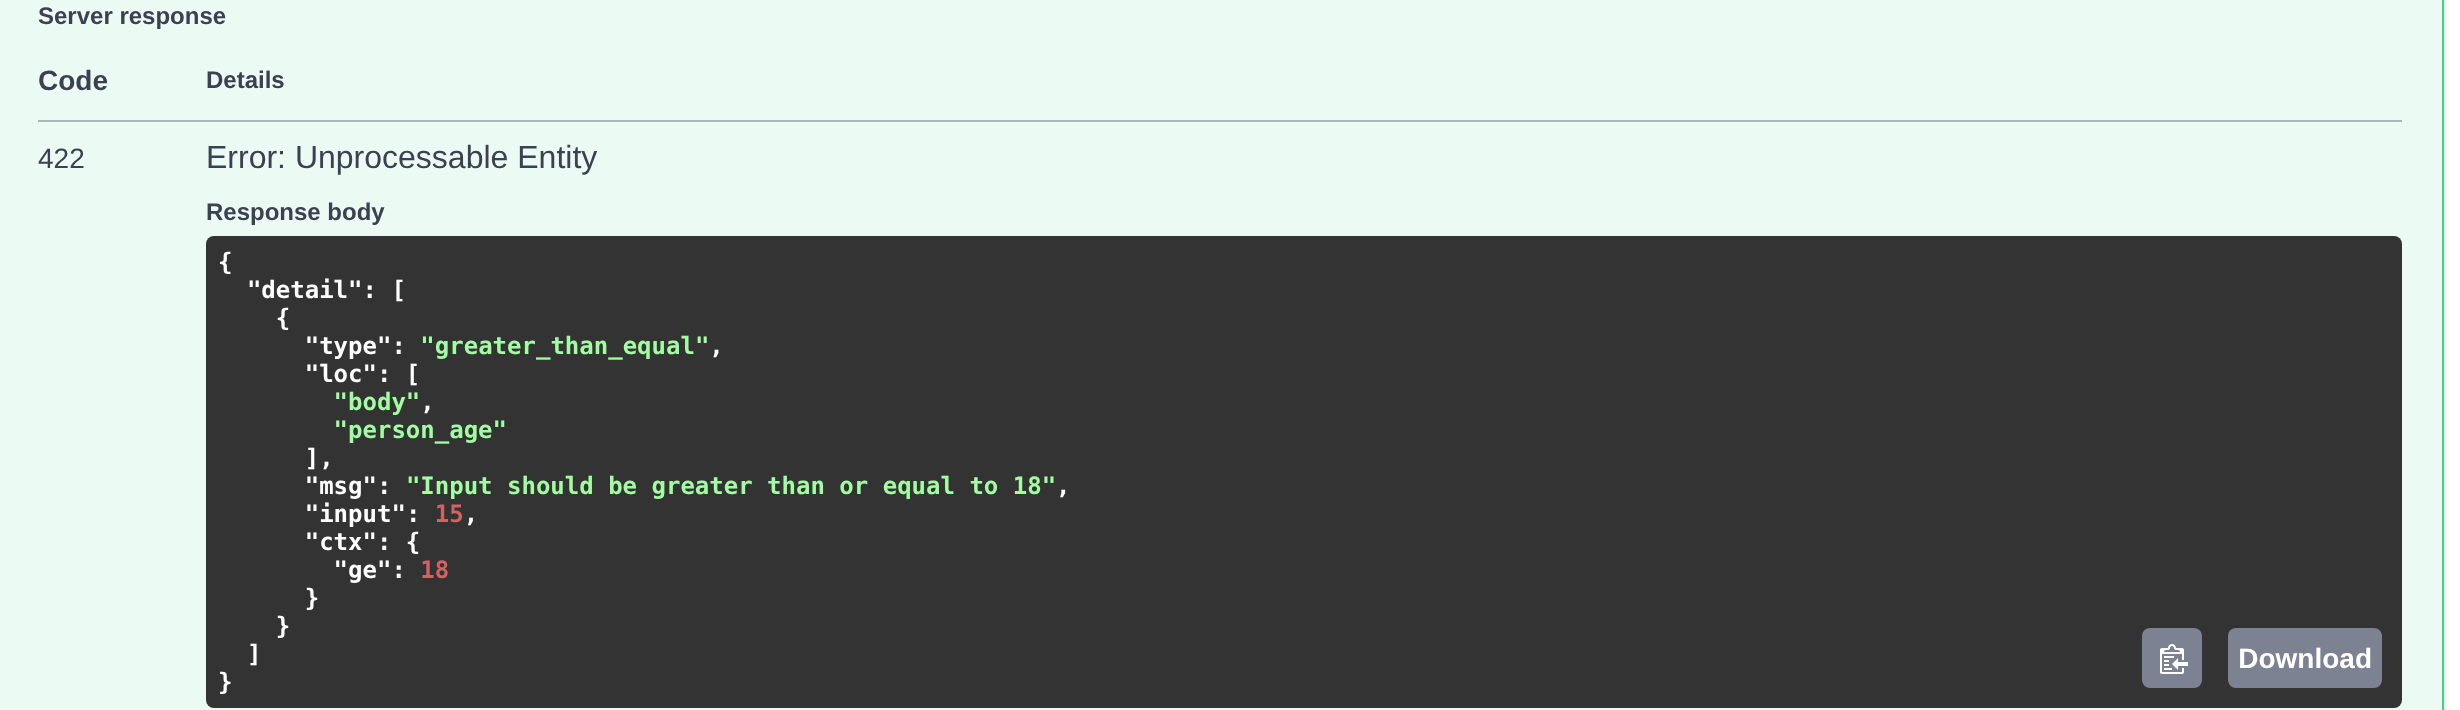 Server response
Code Details
422 Error: Unprocessable Entity
Response body
{
  "detail": [
    {
      "type": "greater_than_equal",
      "loc": [
        "body",
        "person_age"
      ],
      "msg": "Input should be greater than or equal to 18",
      "input": 15,
      "ctx": {
        "ge": 18
      }
    }
  ]
}
Download